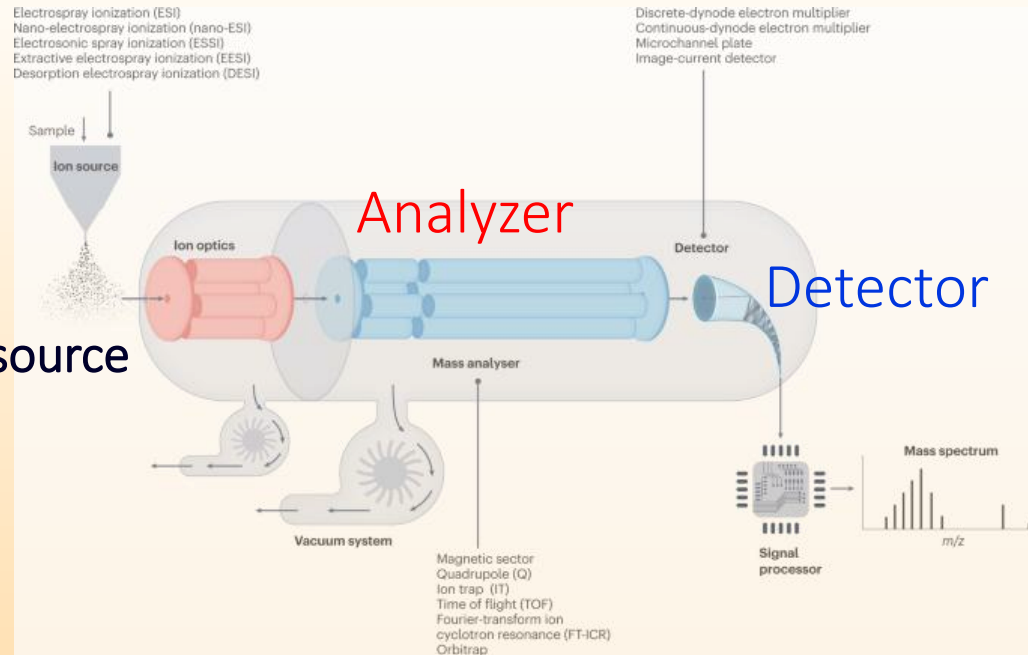 Electrospray ionization (ESI)
Nano-electrospray ionization (nano-ESI)
Electrosonic spray ionization (ESSI)
Extractive electrospray ionization (EESI)
Desorption electrospray ionization (DESI)
Discrete-dynode electron multiplier
Continuous-dynode electron multiplier
Microchannel plate
Image-current detector
Sample
Ion source
Analyzer
Ion optics
Detector
Detector
source
Mass analyser
Mass spectrum
m/z
Vacuum system
Signal
processor
Magnetic sector
Quadrupole (Q)
Ion trap (IT)
Time of flight (TOF)
Fourier-transform ion
cyclotron resonance (FT-ICR)
Orbitrap